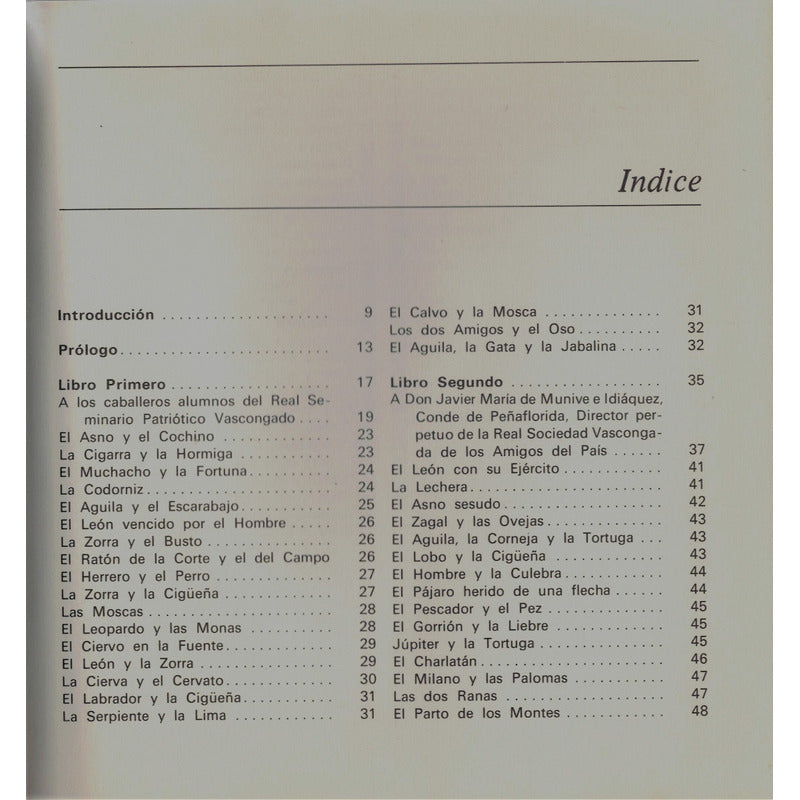 Indice
Introducción .................... 9
Prólogo......................... 13
Libro Primero ................... 17
A los caballeros alumnos del Real Se-
minario Patriótico Vascongado .... 19
El Asno y el Cochino ............. 23
La Cigarra y la Hormiga ........... 23
El Muchacho y la Fortuna.......... 24
La Codorniz...................... 24
El Aguila y el Escarabajo........... 25
El León vencido por el Hombre ..... 26
La Zorra y el Busto ............... 26
El Ratón de la Corte y el del Campo 26
El Herrero y el Perro .............. 27
La Zorra y la Cigüeña ............. 27
Las Moscas ...................... 28
El Leopardo y las Monas .......... 28
El Ciervo en la Fuente............. 29
El León y la Zorra ................ 29
La Cierva y el Cervato............. 30
El Labrador y la Cigüeña........... 31
La Serpiente y la Lima ............ 31
El Calvo y la Mosca .............. 31
Los dos Amigos y el Oso.......... 32
El Aguila, la Gata y la Jabalina ..... 32
Libro Segundo .................. 35
A Don Javier María de Munive e Idiáquez,
Conde de Peñaflorida, Director per-
petuo de la Real Sociedad Vasconga-
da de los Amigos del País ...... 37
El León con su Ejército ............ 41
La Lechera....................... 41
El Asno sesudo................... 42
El Zagal y las Ovejas.............. 43
El Aguila, la Corneja y la Tortuga ... 43
El Lobo y la Cigüeña ............. 43
El Hombre y la Culebra............ 44
El Pájaro herido de una flecha ...... 44
El Pescador y el Pez .............. 45
El Gorrión y la Liebre ............. 45
Júpiter y la Tortuga ............... 45
El Charlatán...................... 46
El Milano y las Palomas ........... 47
Las dos Ranas ................... 47
El Parto de los Montes ............ 48